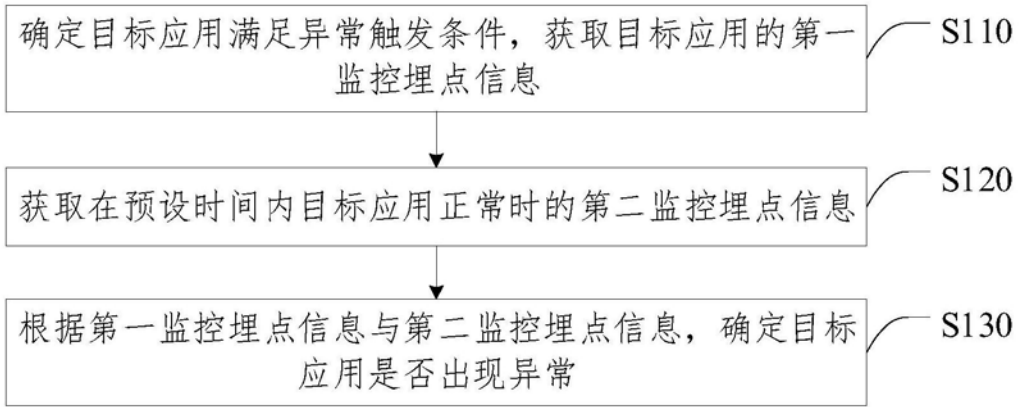 确定目标应用满足异常触发条件，获取目标应用的第一
监控埋点信息
S110
获取在预设时间内目标应用正常时的第二监控埋点信息
S120
根据第一监控埋点信息与第二监控埋点信息，确定目标
应用是否出现异常
S130